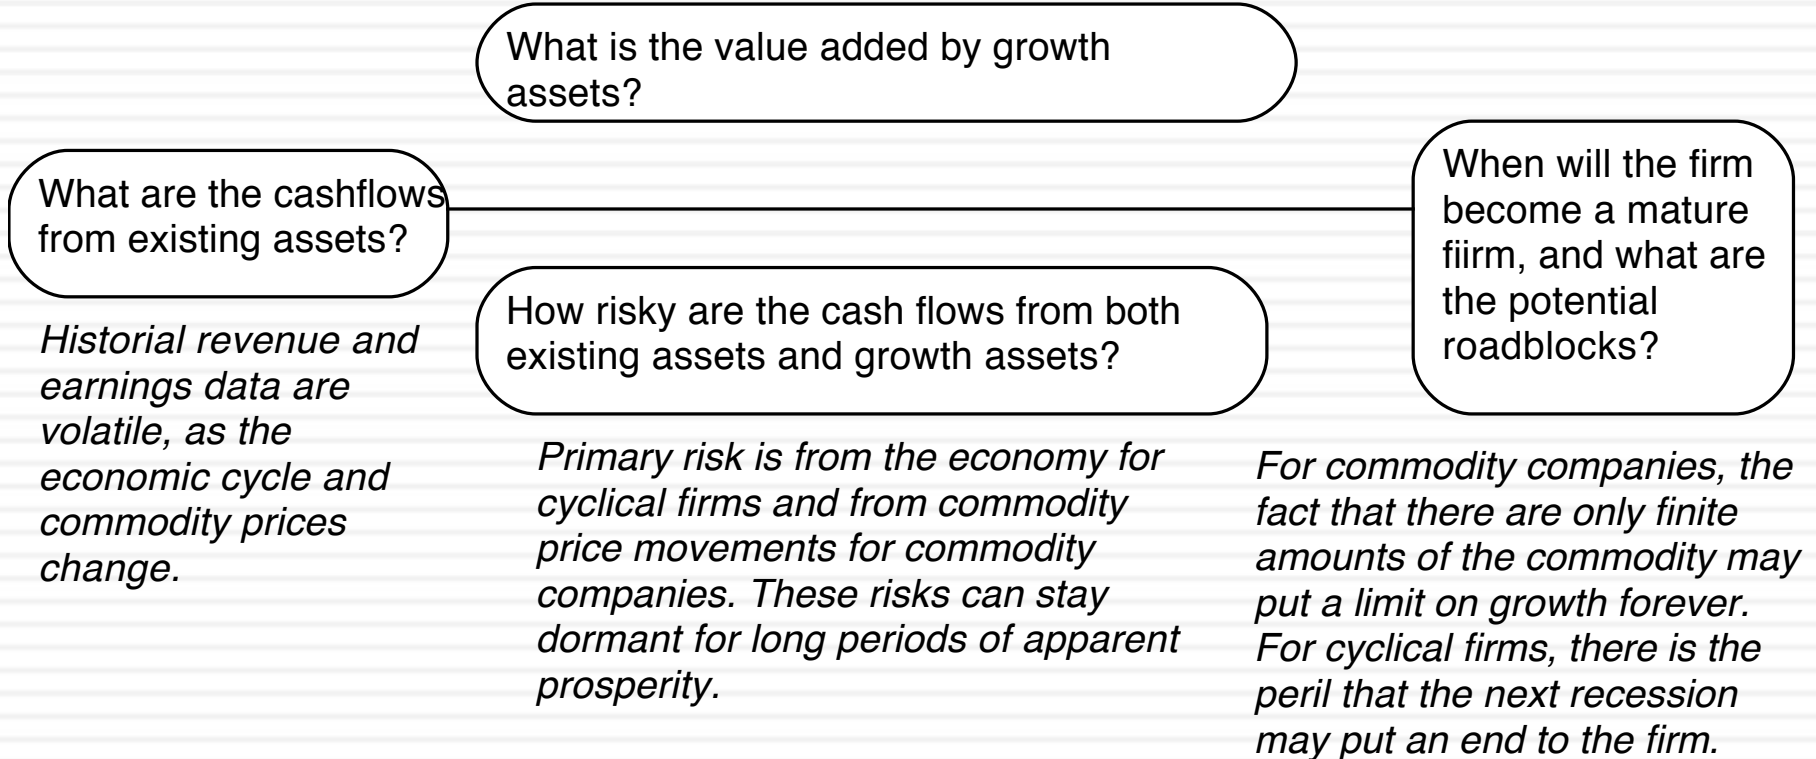 What is the value added by growth
assets?
What are the cashflows
from existing assets?
Historial revenue and
earnings data are
volatile, as the
economic cycle and
commodity prices
change.
How risky are the cash flows from both
existing assets and growth assets?
Primary risk is from the economy for
cyclical firms and from commodity
price movements for commodity
companies. These risks can stay
dormant for long periods of apparent
prosperity.
When will the firm
become a mature
fiirm, and what are
the potential
roadblocks?
For commodity companies, the
fact that there are only finite
amounts of the commodity may
put a limit on growth forever.
For cyclical firms, there is the
peril that the next recession
may put an end to the firm.